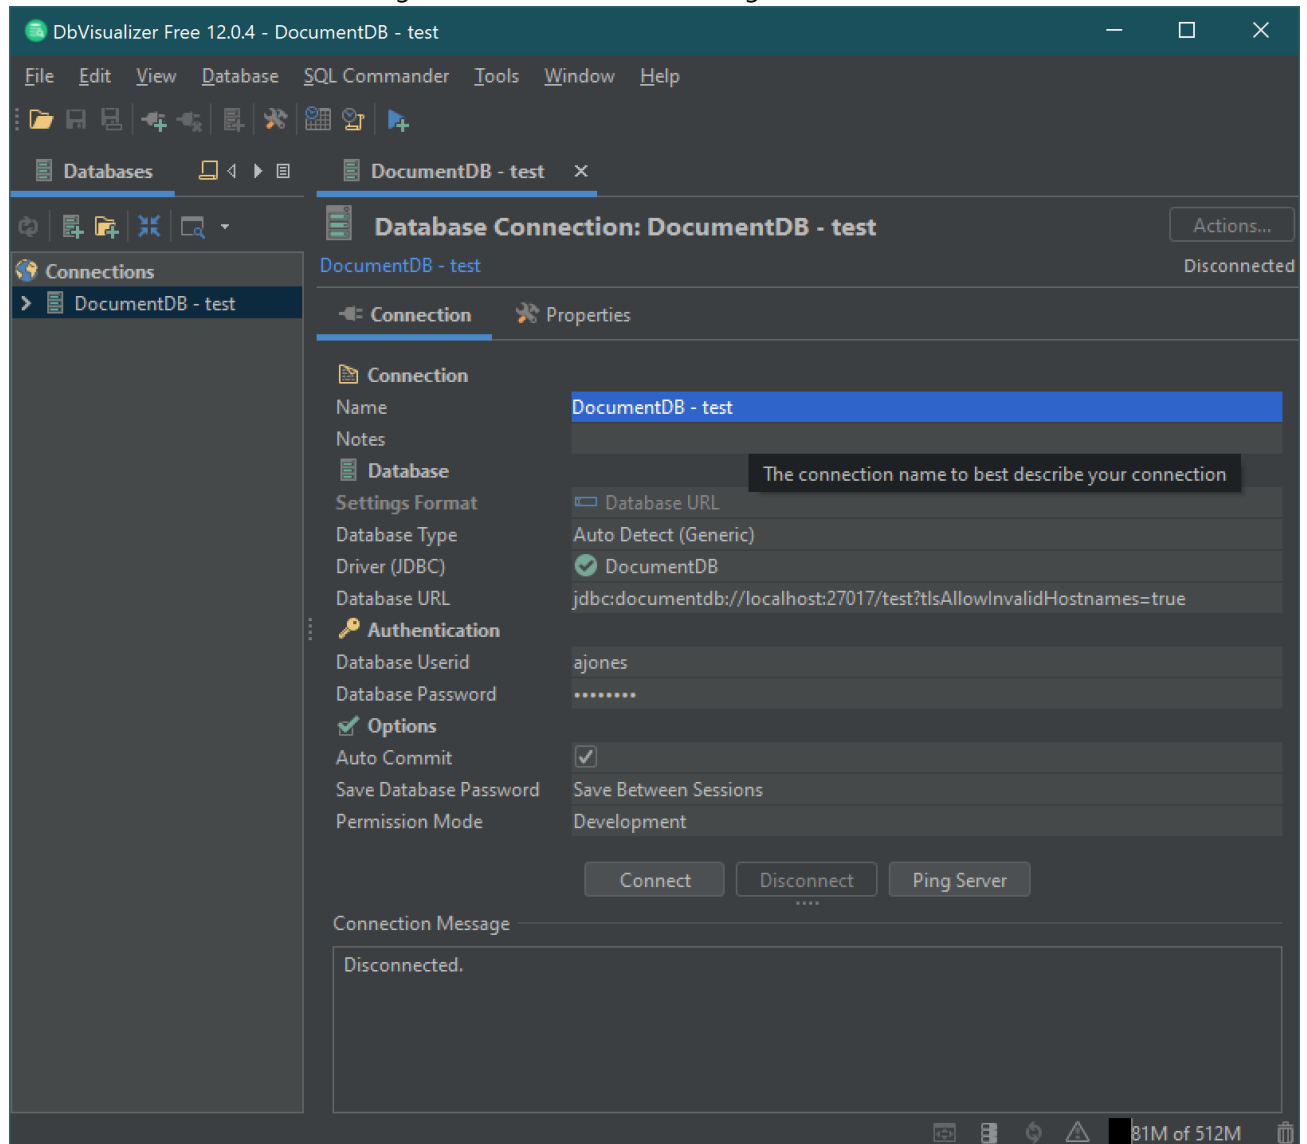 DbVisualizer Free 12.0.4 - DocumentDB - test
File Edit View Database SQL Commander Tools Window Help
Databases
DocumentDB - test
Database Connection: DocumentDB - test
Actions...
Connections
DocumentDB - test
Disconnected
DocumentDB - test
Connection Properties
Connection
Name DocumentDB - test
Notes
Database
The connection name to best describe your connection
Settings Format Database URL
Database Type Auto Detect (Generic)
Driver (JDBC) DocumentDB
Database URL jdbc:documentdb://localhost:27017/test?tlsAllowInvalidHostnames=true
Authentication
Database Userid ajones
Database Password ••••••••
Options
Auto Commit
Save Database Password Save Between Sessions
Permission Mode Development
Connect Disconnect Ping Server
Connection Message
Disconnected.
81M of 512M